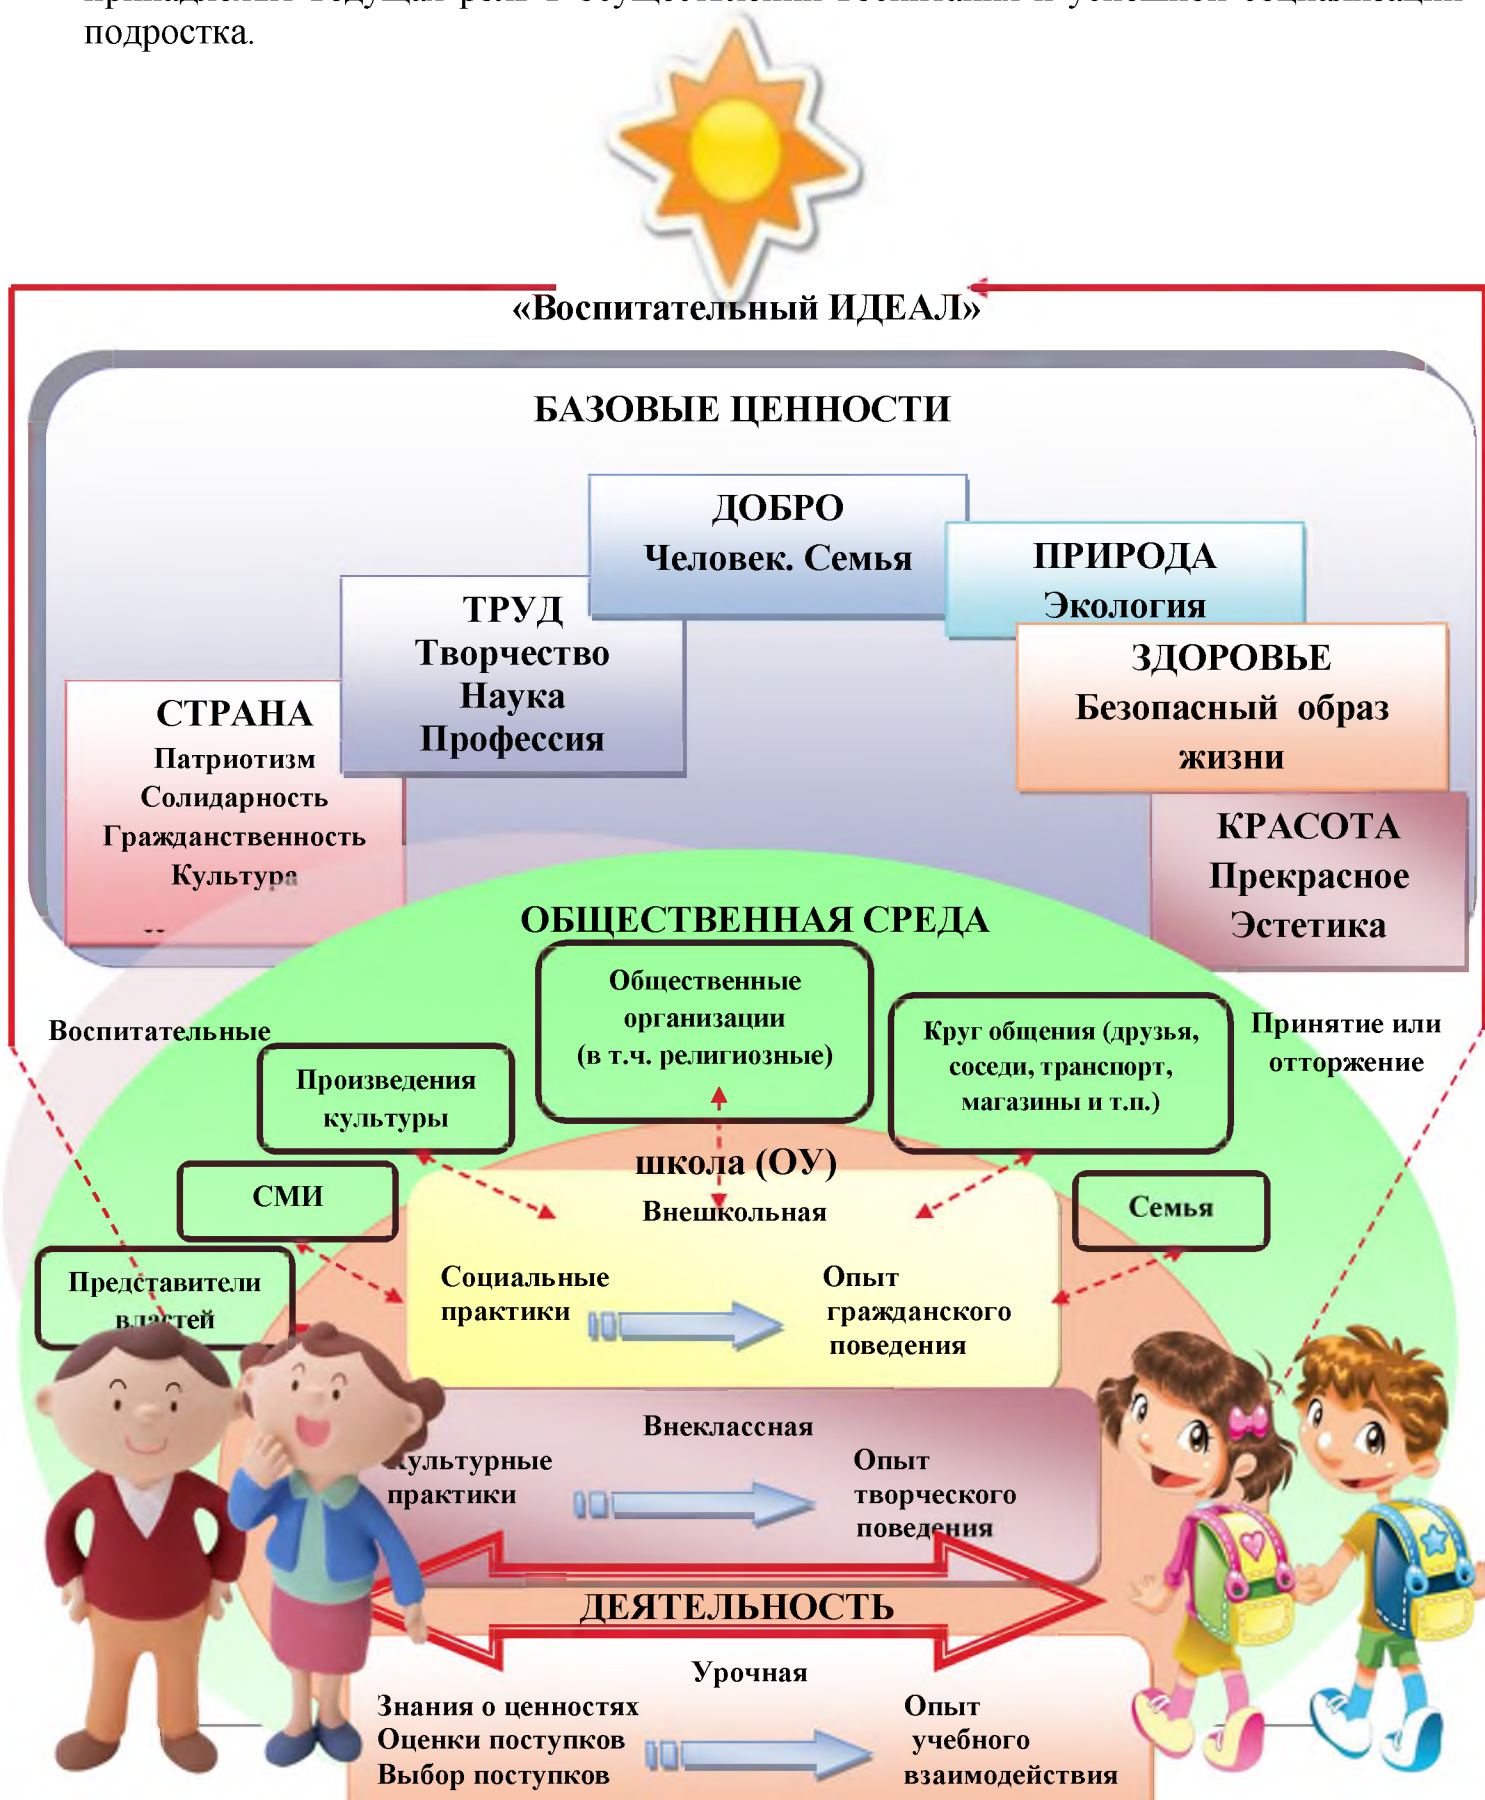 подростка.
«Воспитательный ИДЕАЛ»
БАЗОВЫЕ ЦЕННОСТИ
ДОБРО
Человек. Семья
ПРИРОДА
Экология
ТРУД
Творчество
Наука
Профессия
ЗДОРОВЬЕ
Безопасный образ
жизни
СТРАНА
Патриотизм
Солидарность
Гражданственность
Культура
КРАСОТА
Прекрасное
Эстетика
ОБЩЕСТВЕННАЯ СРЕДА
Общественные
организации
(в т.ч. религиозные)
Воспитательные
Круг общения (друзья,
соседи, транспорт,
магазины и т.п.)
Принятие или
отторжение
Произведения
культуры
школа (ОУ)
СМИ
Внешкольная
Семья
Представители
властей
Социальные
практики
Опыт
гражданского
поведения
Внеклассная
Культурные
практики
Опыт
творческого
поведения
ДЕЯТЕЛЬНОСТЬ
Урочная
Знания о ценностях
Оценки поступков
Выбор поступков
Опыт
учебного
взаимодействия